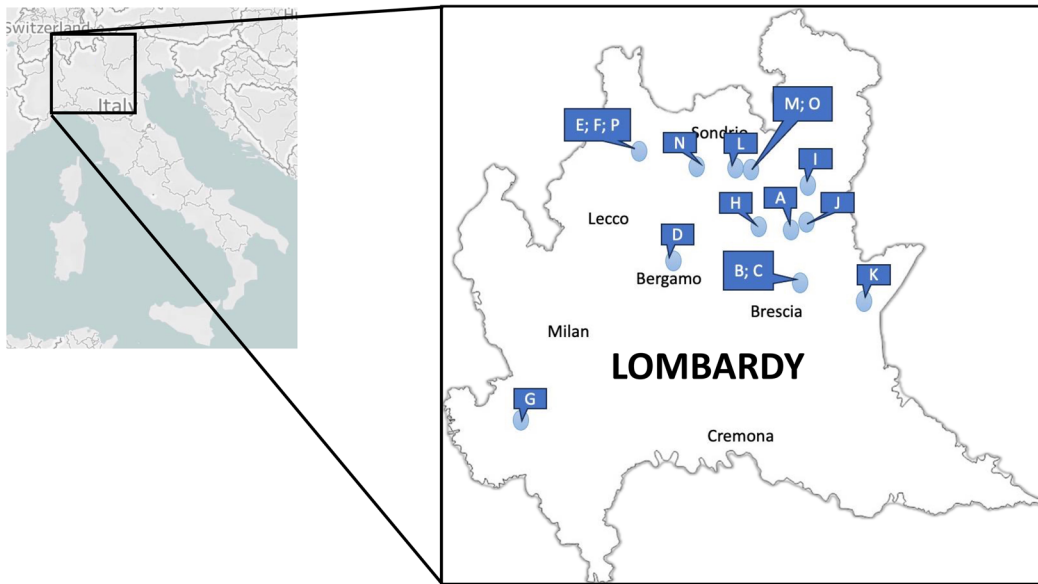 Switzerland
H
Italy
M; O
E; F; P
Sondrio
N
L
I
H
A
J
Lecco
D
B; C
K
Bergamo
Brescia
Milan
LOMBARDY
G
Cremona